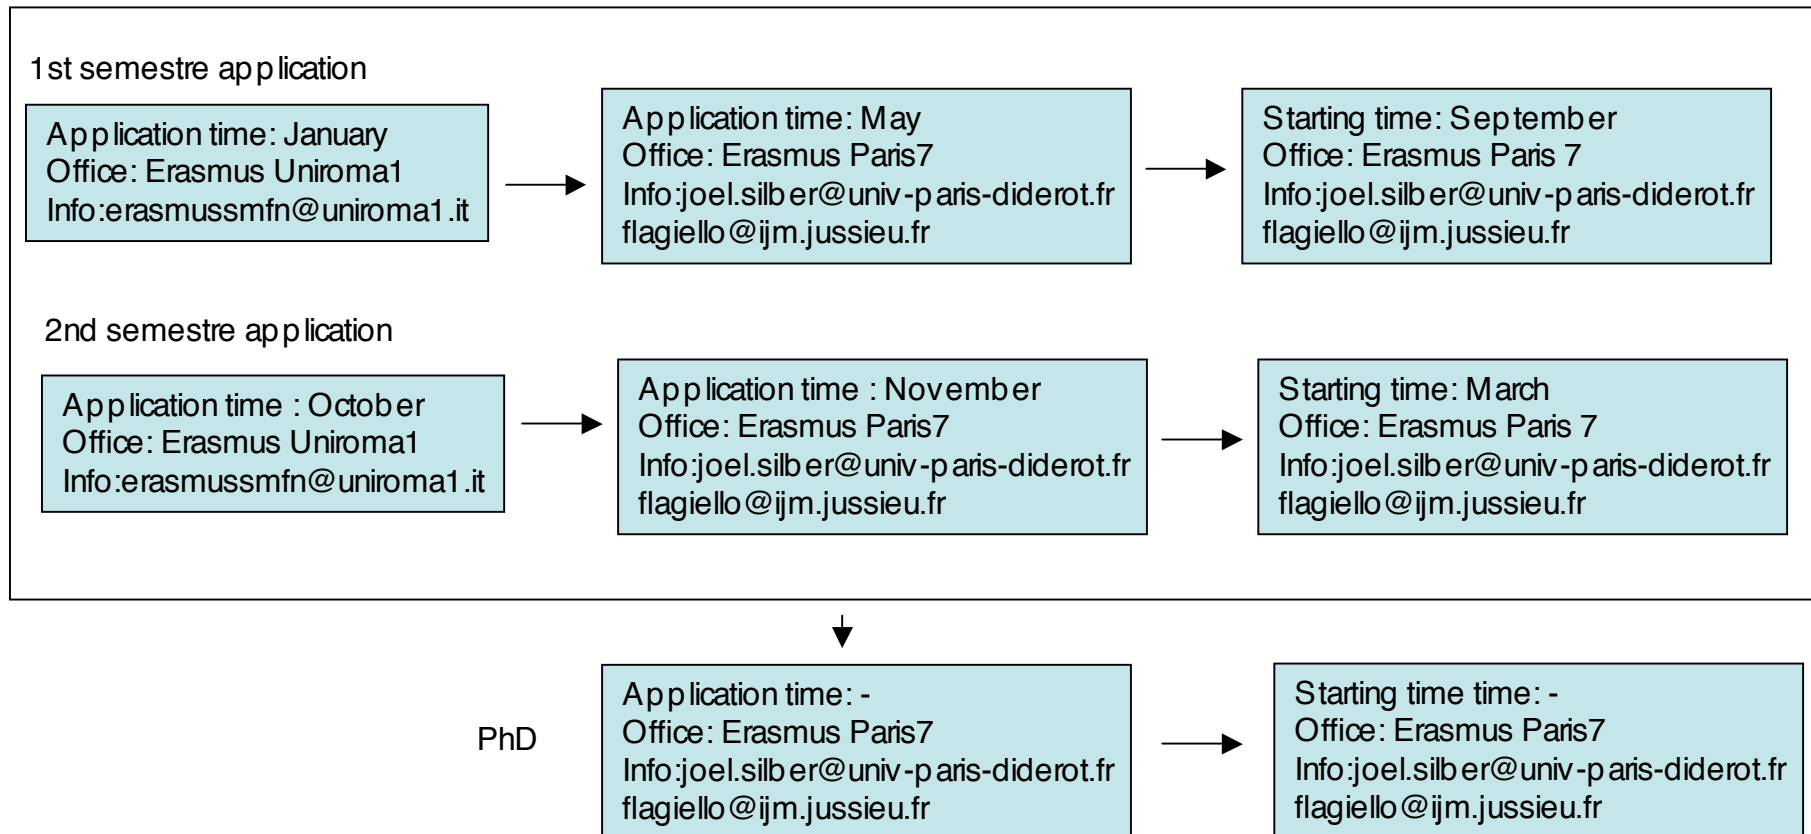 1st semestre application
Application time: January
Office: Erasmus Uniroma1
Info:erasmussmfn@uniroma1.it
Application time: May
Office: Erasmus Paris7
Info:joel.silber@univ-paris-diderot.fr
flagiello@ijm.jussieu.fr
Starting time: September
Office: Erasmus Paris 7
Info:joel.silber@univ-paris-diderot.fr
flagiello@ijm.jussieu.fr
2nd semestre application
Application time : October
Office: Erasmus Uniroma1
Info:erasmussmfn@uniroma1.it
Application time : November
Office: Erasmus Paris7
Info:joel.silber@univ-paris-diderot.fr
flagiello@ijm.jussieu.fr
Starting time: March
Office: Erasmus Paris 7
Info:joel.silber@univ-paris-diderot.fr
flagiello@ijm.jussieu.fr
PhD
Application time: -
Office: Erasmus Paris7
Info:joel.silber@univ-paris-diderot.fr
flagiello@ijm.jussieu.fr
Starting time time: -
Office: Erasmus Paris7
Info:joel.silber@univ-paris-diderot.fr
flagiello@ijm.jussieu.fr